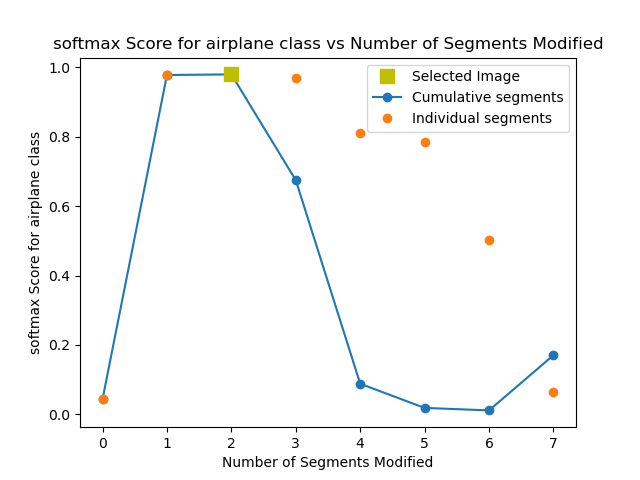 softmax Score for airplane class vs Number of Segments Modified
Selected Image
Cumulative segments
Individual segments
softmax Score for airplane class
1.0
0.8
0.6
0.4
0.2
0.0
0 1 2 3 4 5 6 7
Number of Segments Modified